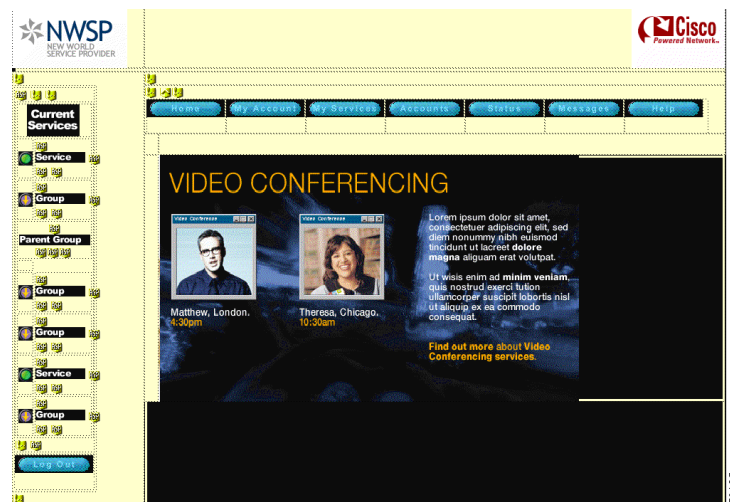 NWSP
NEW WORLD
SERVICE PROVIDER
Cisco
Powered Network
Home
My Account
My Services
Accounts
Status
Messages
Help
Current
Services
Service
Group
Parent Group
Group
Group
Service
Group
Log Out
VIDEO CONFERENCING
Video Conference
Video Conference
Matthew, London.
4:30pm
Theresa, Chicago.
10:30am
Lorem ipsum dolor sit amet,
consectetuer adipiscing elit, sed
diem nonummy nibh euismod
tincidunt ut lacreet dolore
magna aliguam erat volutpat.
Ut wisis enim ad minim veniam,
quis nostrud exerci tution
ullamcorper suscipit lobortis nisl
ut aliquip ex ea commodo
consequat.
Find out more about Video
Conferencing services.